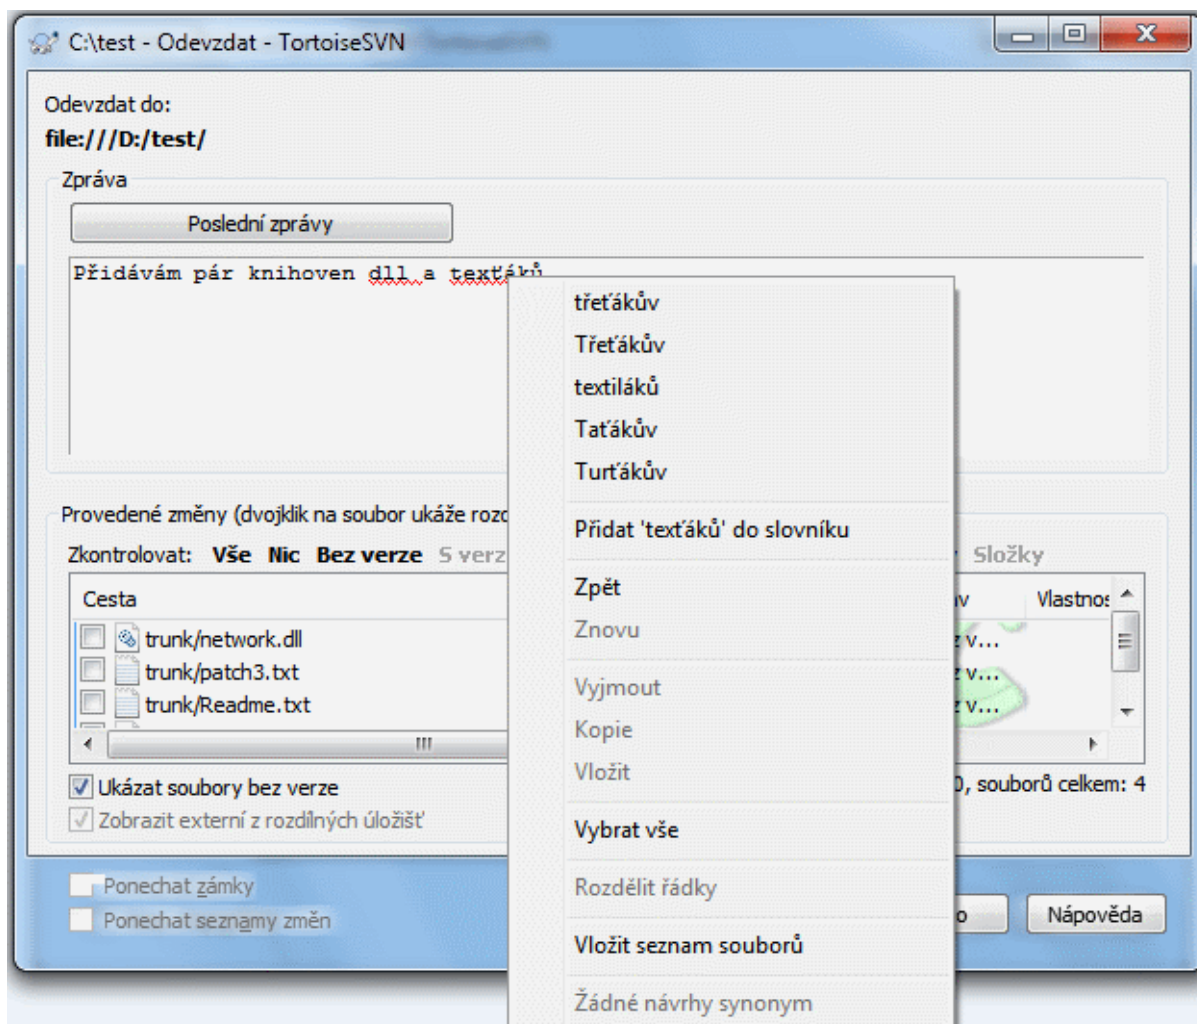 C:\test - Odevzdat - TortoiseSVN
Odevzdat do:
file:///D:/test/
Zpráva
Poslední zprávy
Přidávám pár knihoven dll a texťáků
třeťákův
Třeťákův
textiláků
Taťákův
Turťákův
Přidat 'texťáků' do slovníku
Zpět
Znovu
Vyjmout
Kopie
Vložit
Vybrat vše
Rozdělit řádky
Vložit seznam souborů
Žádné návrhy synonym
Provedené změny (dvojklik na soubor ukáže
Zkontrolovat: Vše Nic Bez verze S Složky
Cesta Vlastnos
trunk/network.dll
trunk/patch3.txt
trunk/Readme.txt
Ukázat soubory bez verze
souborů celkem: 4
Zobrazit externí z rozdílných úložišť
Ponechat zámky
Ponechat seznamy změn
Nápověda